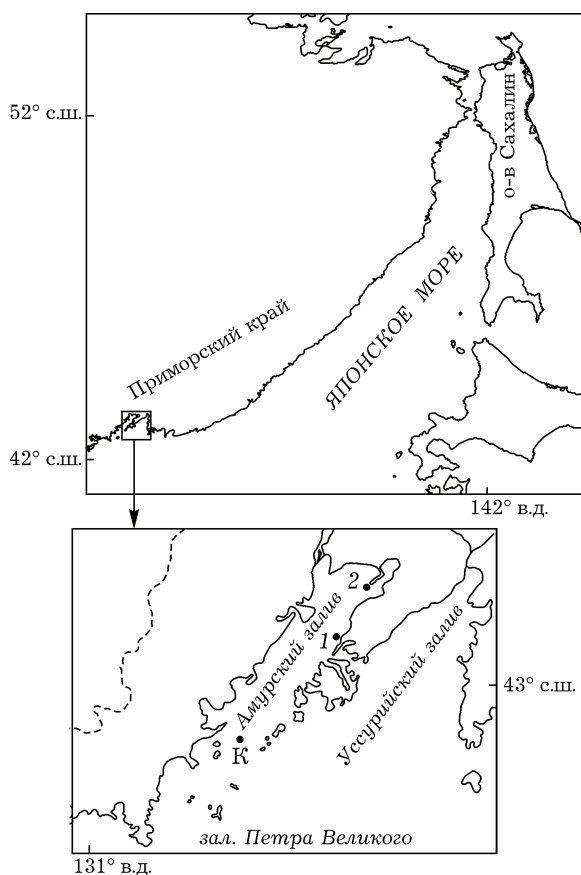 52° с.ш.
о-в Сахалин
ЯПОНСКОЕ МОРЕ
Приморский край
42° с.ш.
142° в.д.
2
1
Амурский залив
Уссурийский залив
43° с.ш.
К
зал. Петра Великого
131° в.д.